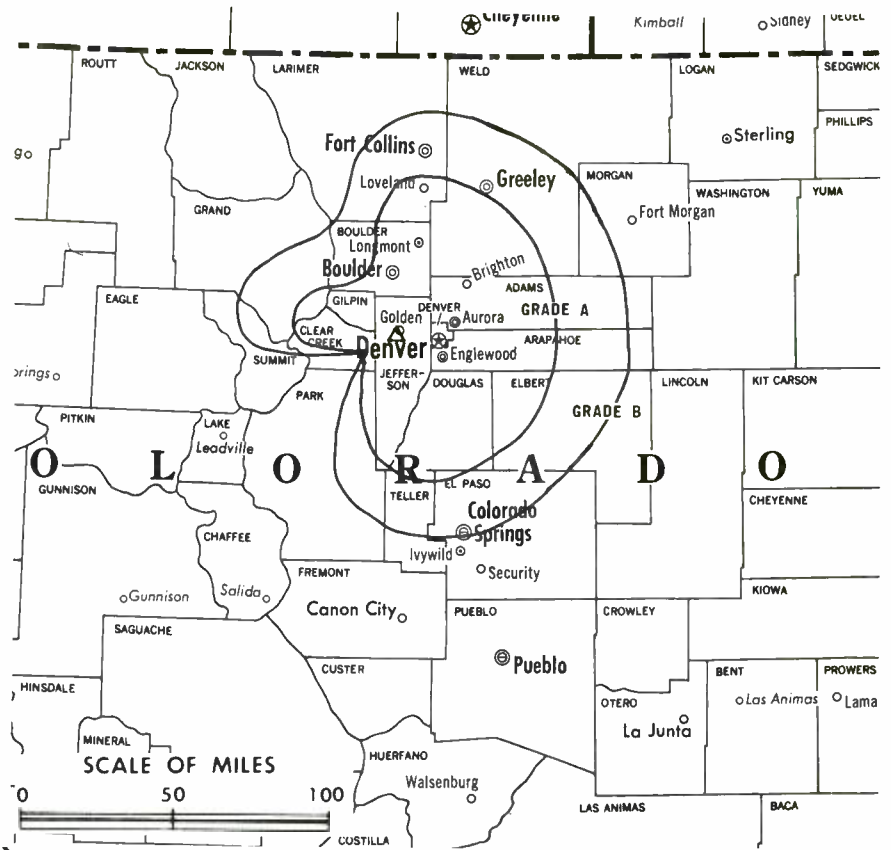 Cheyenne
Kimball
Sidney
DEUEL
ROUTT
JACKSON
LARIMER
WELD
LOGAN
SEDGWICK
PHILLIPS
Fort Collins
Sterling
Loveland
Greeley
MORGAN
WASHINGTON
YUMA
GRAND
Fort Morgan
BOULDER
Longmont
Boulder
Brighton
EAGLE
GILPIN
ADAMS
DENVER
GRADE A
Golden
Aurora
CLEAR
CREEK
ARAPAHOE
Denver
Englewood
SUMMIT
JEFFER-
SON
DOUGLAS
ELBERT
LINCOLN
KIT CARSON
PARK
PITKIN
LAKE
GRADE B
Leadville
O L O R A D O
GUNNISON
TELLER
EL PASO
CHEYENNE
Colorado
Springs
CHAFFEE
Ivywild
FREMONT
Security
KIOWA
Gunnison
Salida
Canon City
PUEBLO
CROWLEY
SAGUACHE
Pueblo
CUSTER
BENT
PROWERS
HINSDALE
OTERO
Las Animas
Lama
La Junta
MINERAL
HUERFANO
SCALE OF MILES
Walsenburg
0 50 100
LAS ANIMAS
BACA
COSTILLA